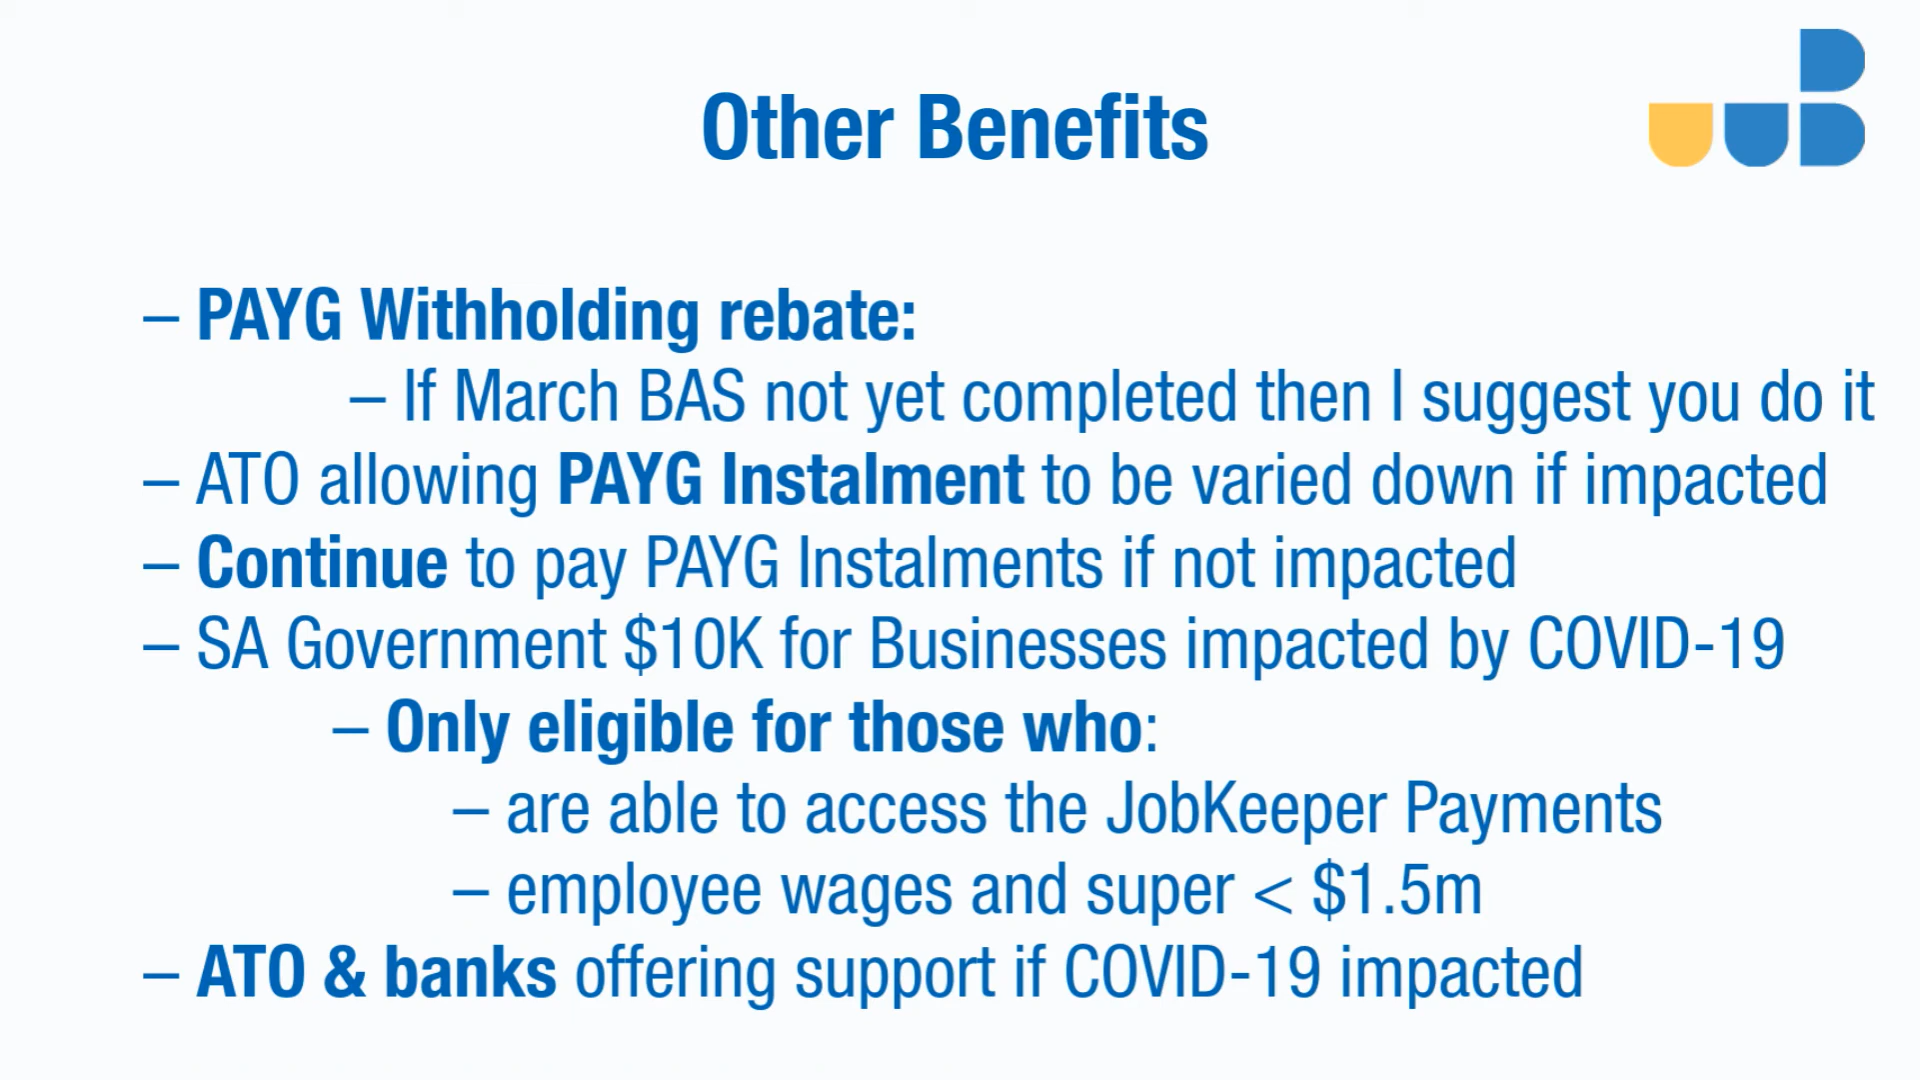 Other Benefits
– PAYG Withholding rebate:
– If March BAS not yet completed then I suggest you do it
– ATO allowing PAYG Instalment to be varied down if impacted
– Continue to pay PAYG Instalments if not impacted
– SA Government $10K for Businesses impacted by COVID-19
– Only eligible for those who:
– are able to access the JobKeeper Payments
– employee wages and super < $1.5m
– ATO & banks offering support if COVID-19 impacted